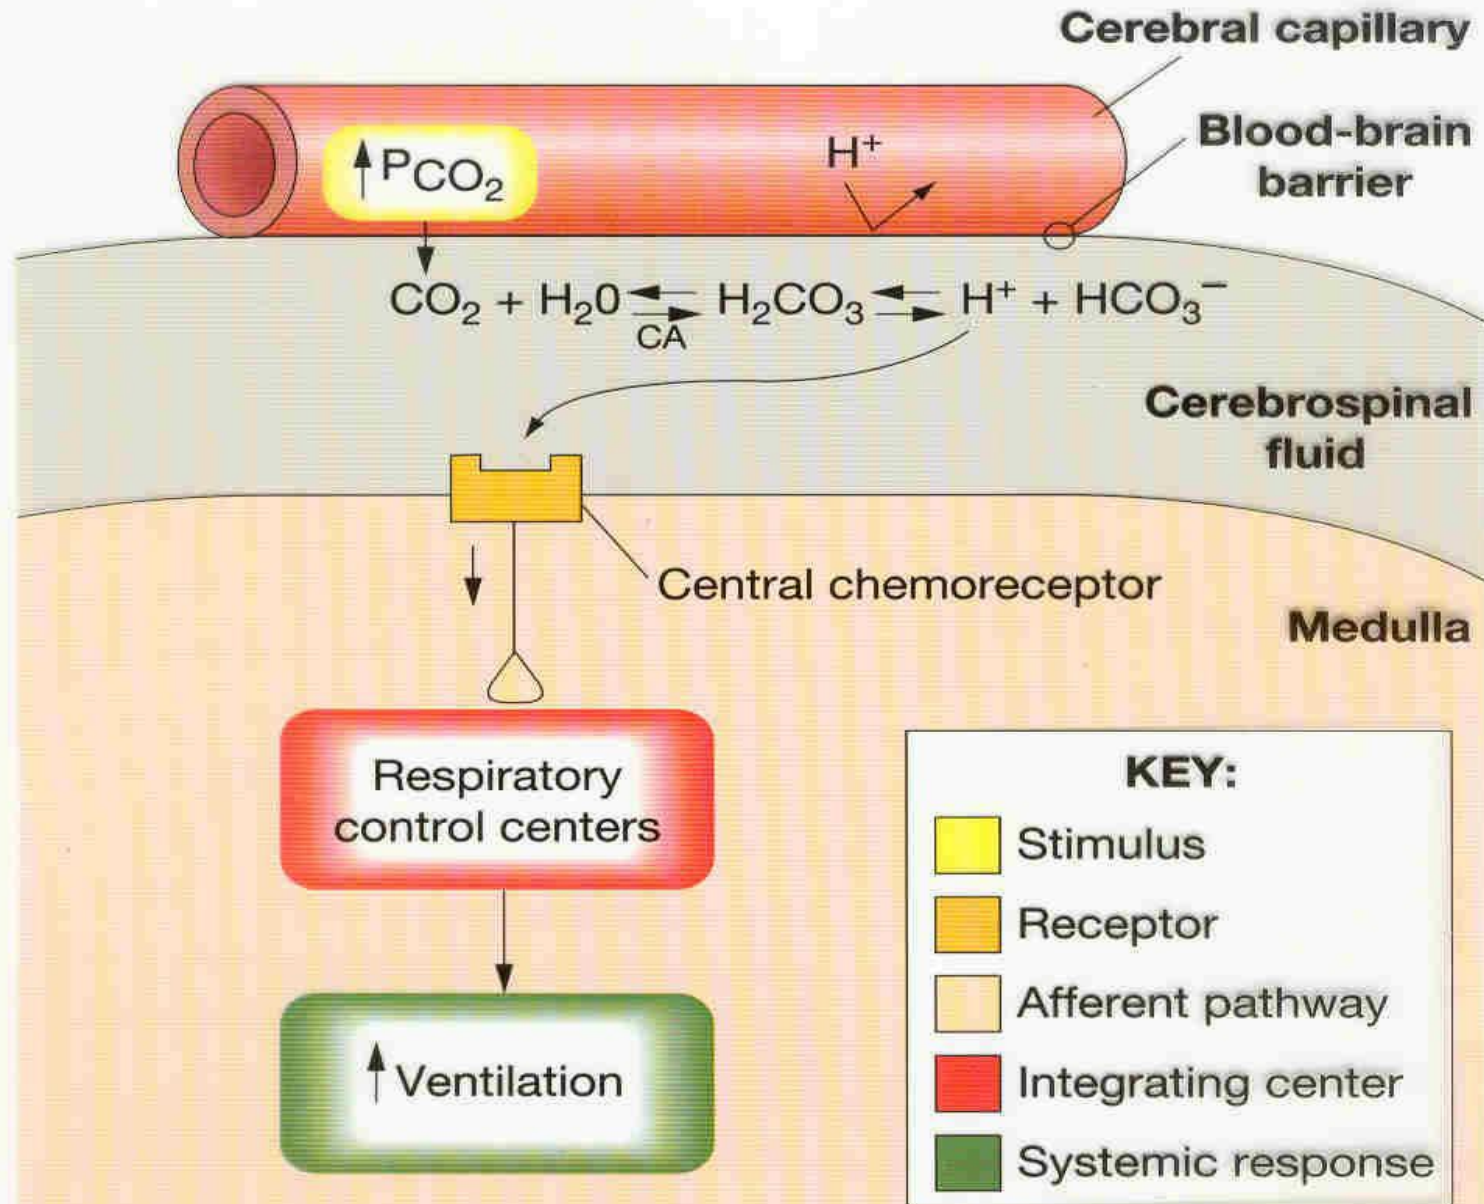 Cerebral capillary
Blood-brain
barrier
↑ PCO₂
H⁺
CO₂ + H₂0 ⇄ H₂CO₃ ⇄ H⁺ + HCO₃⁻
CA
Cerebrospinal
fluid
Central chemoreceptor
Medulla
Respiratory
control centers
↑ Ventilation
KEY:
Stimulus
Receptor
Afferent pathway
Integrating center
Systemic response